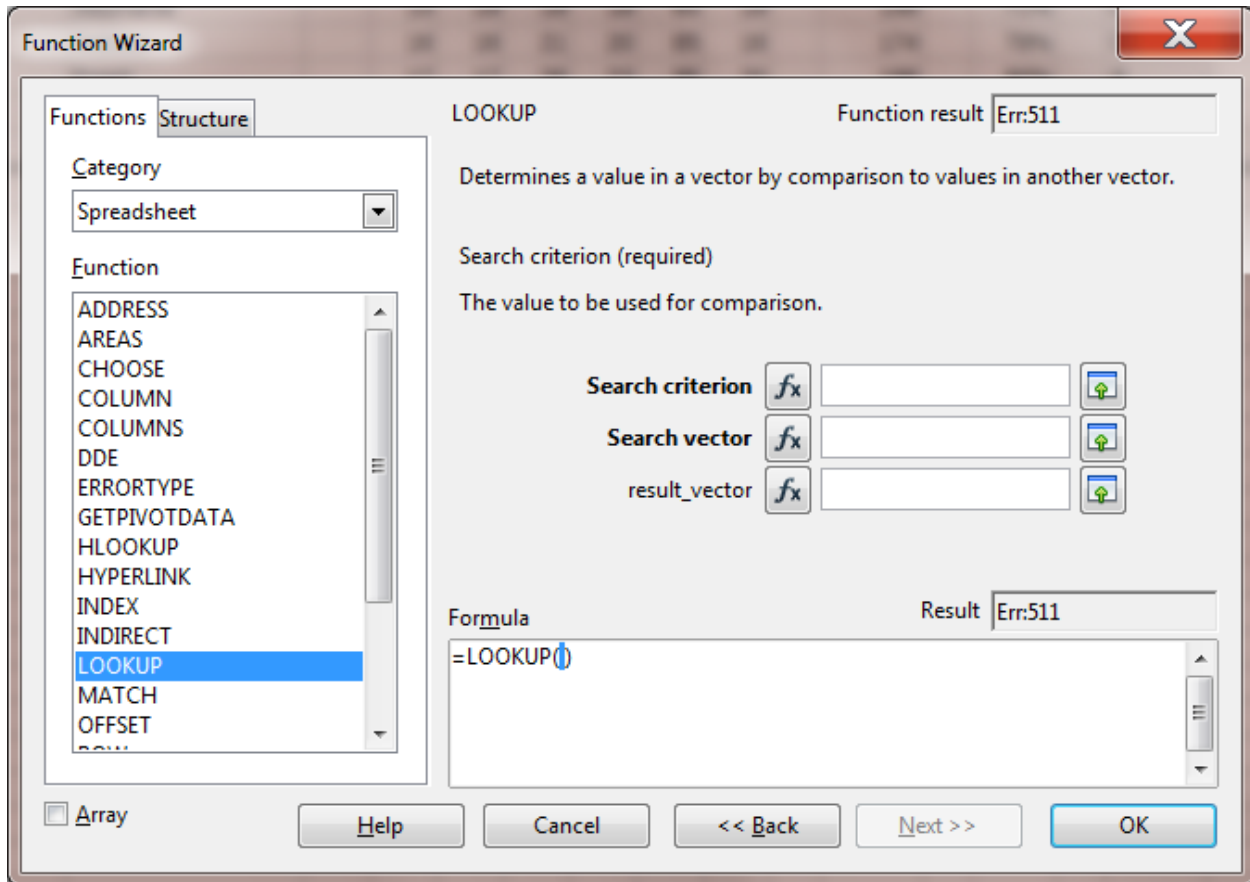 Function Wizard
Functions
Structure
Category
Spreadsheet
Function
ADDRESS
AREAS
CHOOSE
COLUMN
COLUMNS
DDE
ERRORTYPE
GETPIVOTDATA
HLOOKUP
HYPERLINK
INDEX
INDIRECT
LOOKUP
MATCH
OFFSET
Array
LOOKUP
Function result Err:511
Determines a value in a vector by comparison to values in another vector.
Search criterion (required)
The value to be used for comparison.
Search criterion fx
Search vector fx
result_vector fx
Formula
Result Err:511
=LOOKUP()
Help
Cancel
<< Back
Next >>
OK